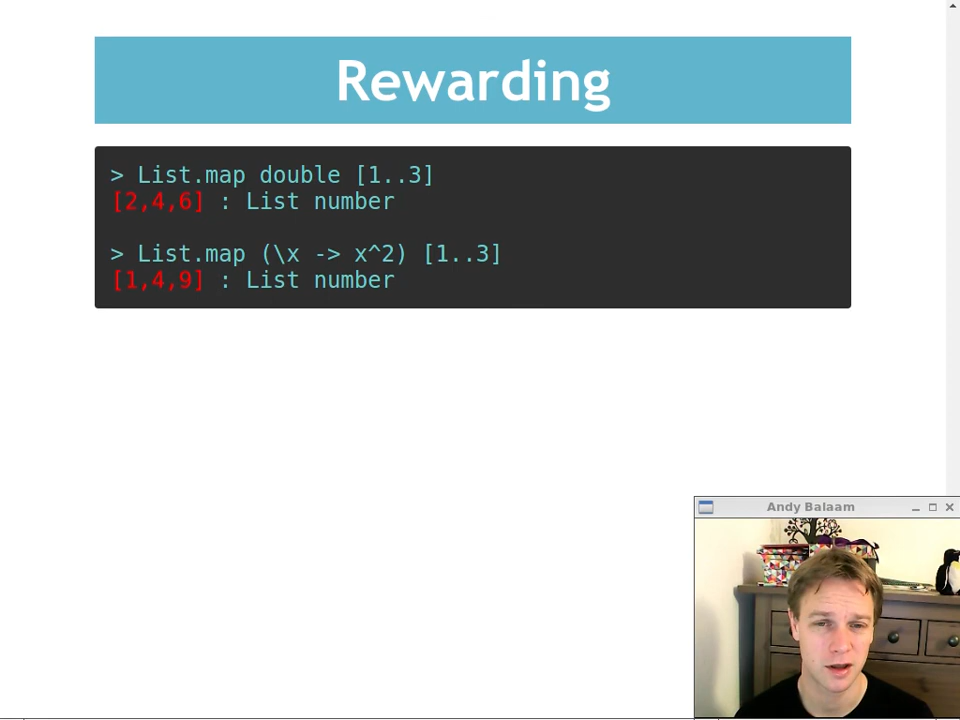 Rewarding
> List.map double [1..3]
[2,4,6] : List number
> List.map (\x -> x^2) [1..3]
[1,4,9] : List number
Andy Balaam